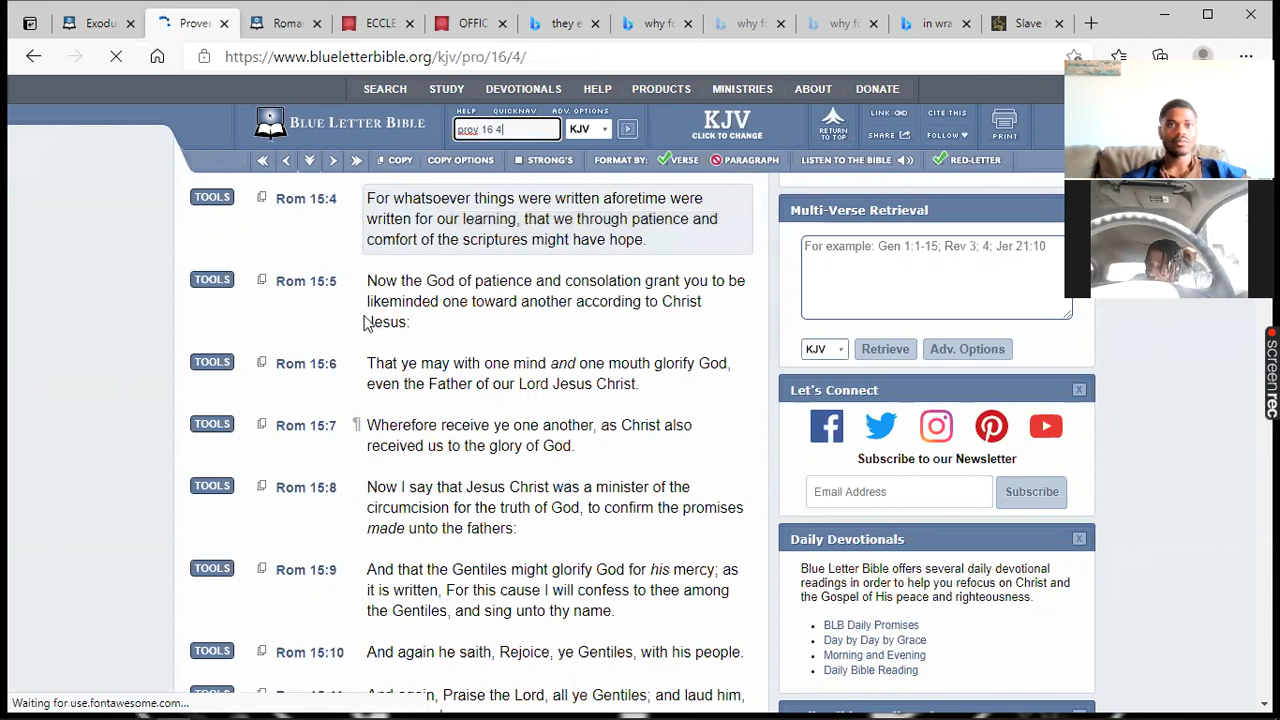 Exodu
Prover
Roma
ECCLE
OFFIC
they e
why fo
why fo
why fo
in wra
Slave A
https://www.blueletterbible.org/kjv/pro/16/4/
SEARCH STUDY DEVOTIONALS HELP PRODUCTS MINISTRIES ABOUT DONATE
HELP QUICKNAV ADV. OPTIONS
BLUE LETTER BIBLE
prov 16 4
KJV
KJV
CLICK TO CHANGE
RETURN
TO TOP
LINK
CITE THIS
SHARE
FOLLOW
PRINT
COPY COPY OPTIONS STRONG'S FORMAT BY: VERSE PARAGRAPH LISTEN TO THE BIBLE RED-LETTER
TOOLS Rom 15:4 For whatsoever things were written aforetime were
written for our learning, that we through patience and
comfort of the scriptures might have hope.
TOOLS Rom 15:5 Now the God of patience and consolation grant you to be
likeminded one toward another according to Christ
Jesus:
TOOLS Rom 15:6 That ye may with one mind and one mouth glorify God,
even the Father of our Lord Jesus Christ.
TOOLS Rom 15:7 ¶ Wherefore receive ye one another, as Christ also
received us to the glory of God.
TOOLS Rom 15:8 Now I say that Jesus Christ was a minister of the
circumcision for the truth of God, to confirm the promises
made unto the fathers:
TOOLS Rom 15:9 And that the Gentiles might glorify God for his mercy; as
it is written, For this cause I will confess to thee among
the Gentiles, and sing unto thy name.
TOOLS Rom 15:10 And again he saith, Rejoice, ye Gentiles, with his people.
And again, Praise the Lord, all ye Gentiles; and laud him,
Multi-Verse Retrieval
For example: Gen 1:1-15; Rev 3; 4; Jer 21:10
KJV Retrieve Adv. Options
Let's Connect
Subscribe to our Newsletter
Email Address Subscribe
Daily Devotionals
Blue Letter Bible offers several daily devotional
readings in order to help you refocus on Christ and
the Gospel of His peace and righteousness.
BLB Daily Promises
Day by Day by Grace
Morning and Evening
Daily Bible Reading
Waiting for use.fontawesome.com...
screenrec